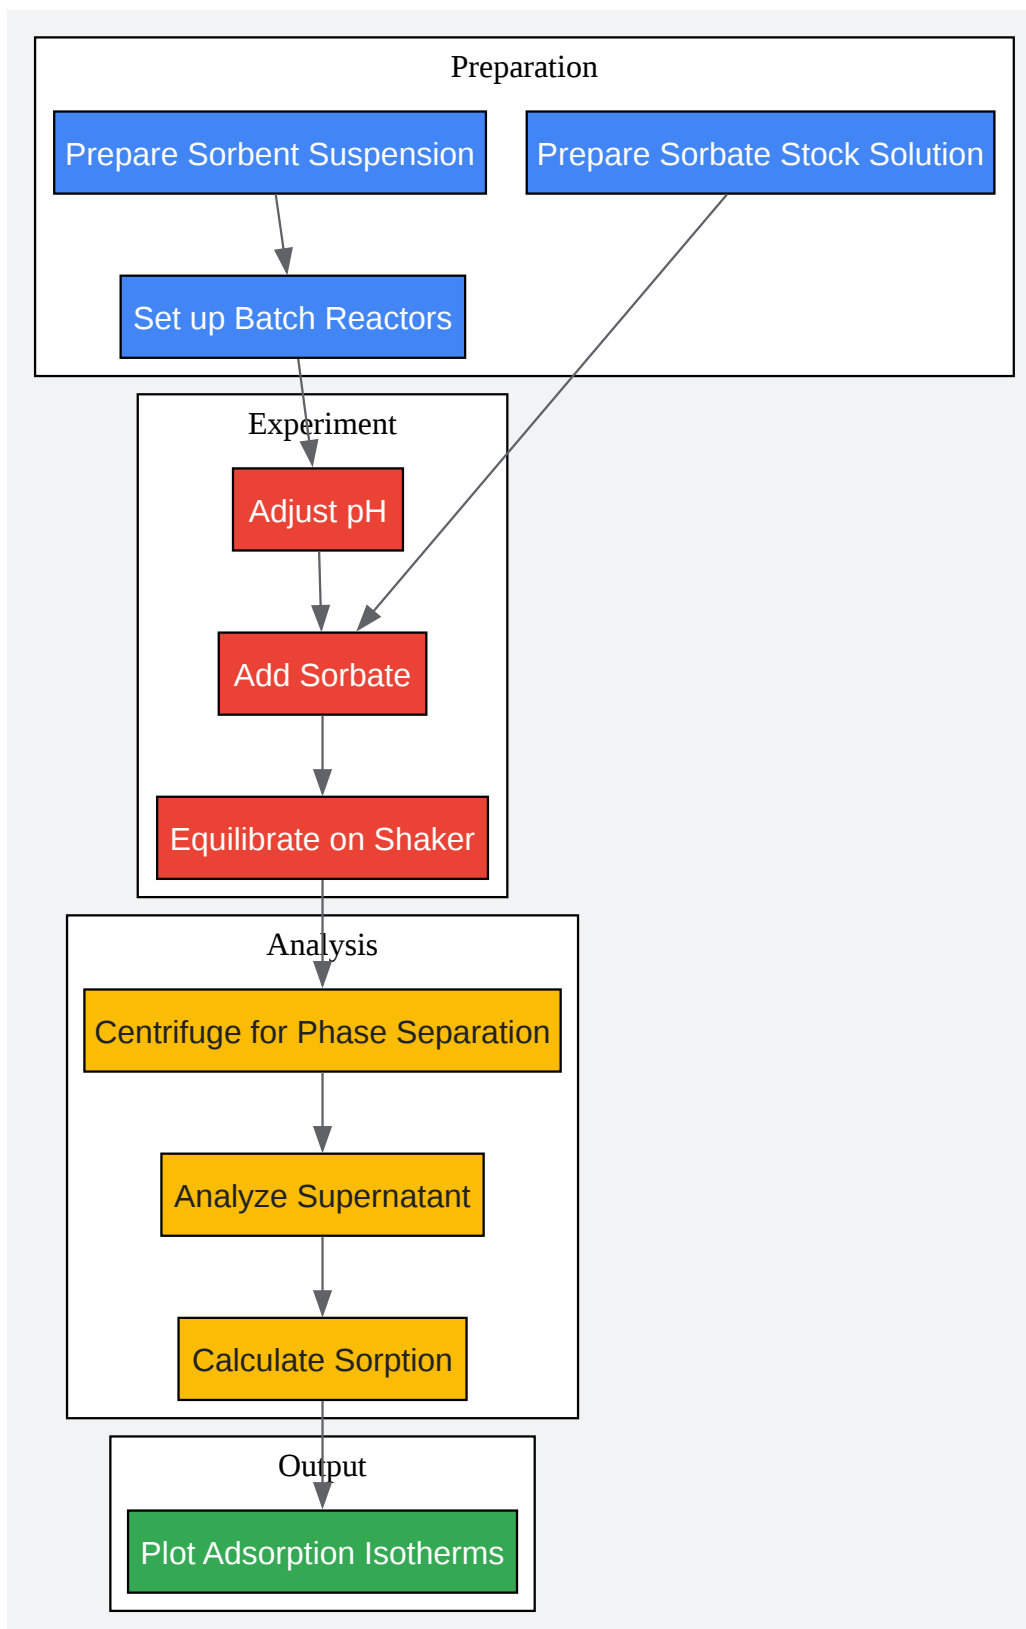 Preparation
Prepare Sorbent Suspension
Prepare Sorbate Stock Solution
Set up Batch Reactors
Experiment
Adjust pH
Add Sorbate
Equilibrate on Shaker
Analysis
Centrifuge for Phase Separation
Analyze Supernatant
Calculate Sorption
Output
Plot Adsorption Isotherms